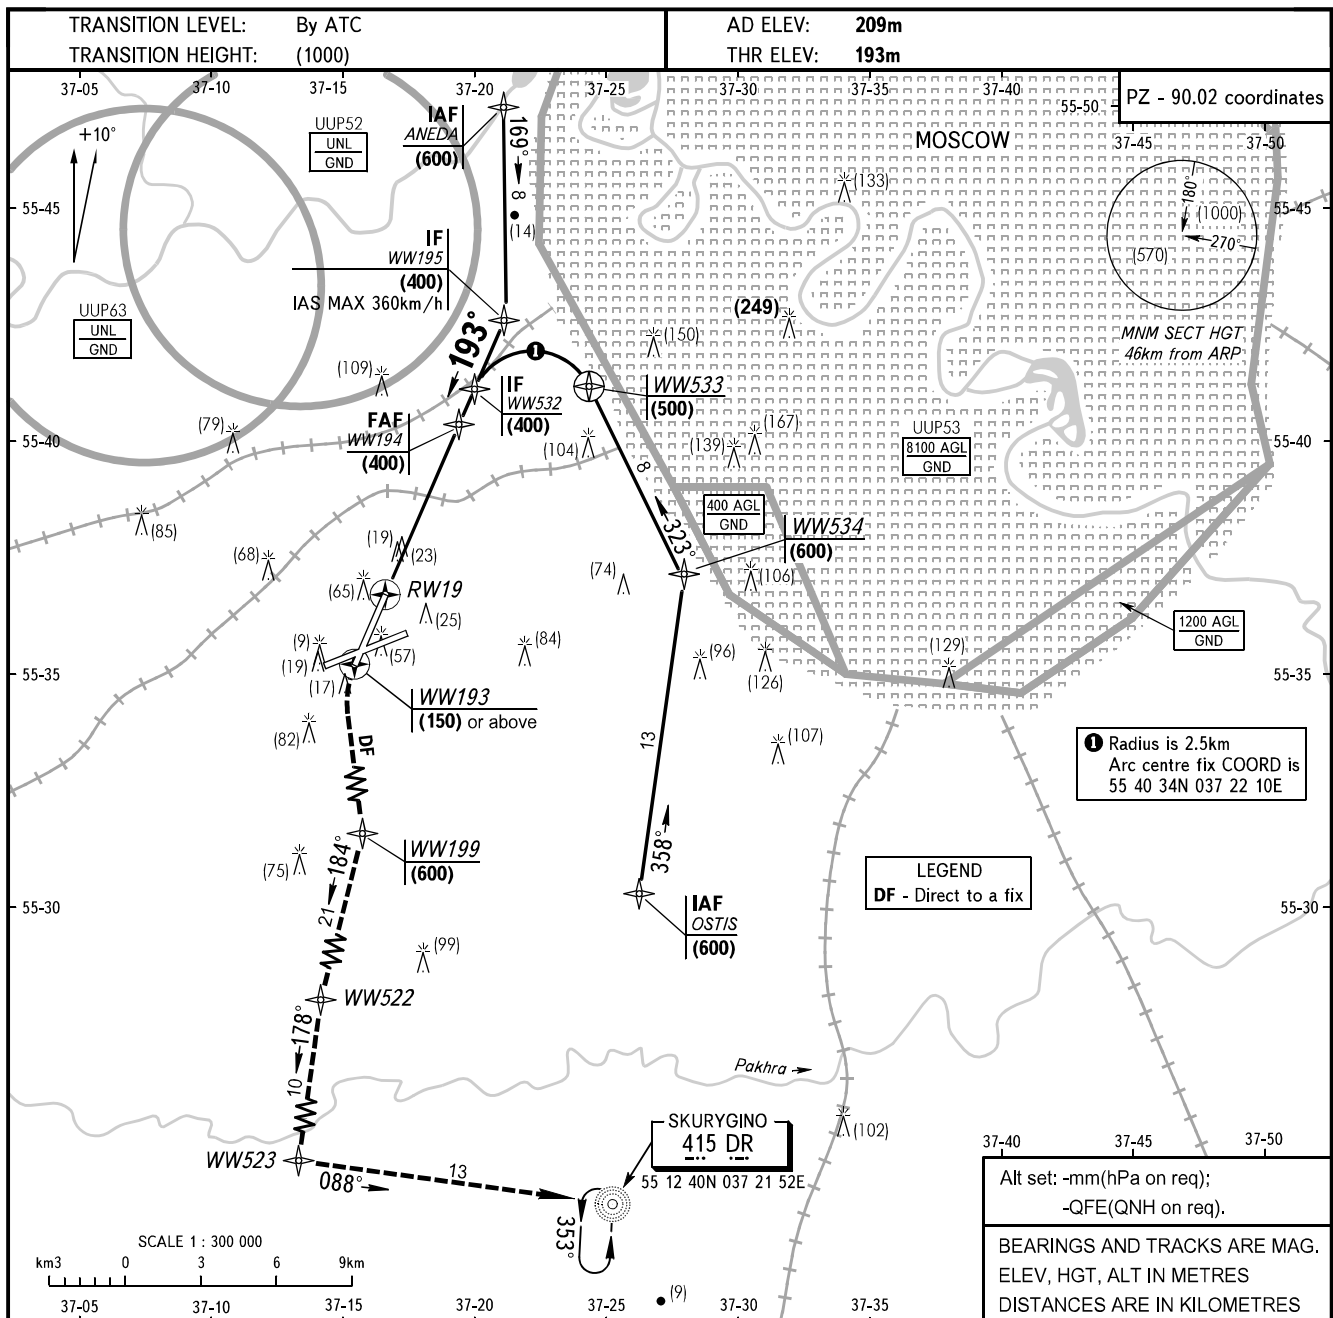 TRANSITION LEVEL: By ATC
TRANSITION HEIGHT: (1000)
AD ELEV: 209m
THR ELEV: 193m
37-05 37-10 37-15 37-20 37-25 37-30 37-35 37-40
55-50
PZ - 90.02 coordinates
37-45 37-50
+10°
UUP52
UNL
GND
IAF
ANEDA
(600)
169°
8
(14)
MOSCOW
(133)
180°
(1000)
270°
(570)
MNM SECT HGT
46km from ARP
55-45
55-45
IF
WW195
(400)
IAS MAX 360km/h
UUP63
UNL
GND
193°
1
(249)
(150)
(109)
IF
WW532
(400)
WW533
(500)
FAF
WW194
(400)
(79)
(104)
(167)
(139)
UUP53
8100 AGL
GND
55-40
55-40
8
323°
400 AGL
GND
WW534
(600)
(85)
(68)
(19)
(23)
(65)
RW19
(25)
(74)
(106)
1200 AGL
GND
(9)
(19)
(57)
(17)
(84)
(96)
(126)
(129)
55-35
55-35
WW193
(150) or above
(82)
DF
13
(107)
1 Radius is 2.5km
Arc centre fix COORD is
55 40 34N 037 22 10E
WW199
(600)
(75)
184°
358°
LEGEND
DF - Direct to a fix
55-30
55-30
IAF
OSTIS
(600)
21
(99)
WW522
178°
10
Pakhra
(102)
WW523
088°
13
SKURYGINO
415 DR
55 12 40N 037 21 52E
353°
37-40 37-45 37-50
Alt set: -mm(hPa on req);
-QFE(QNH on req).
BEARINGS AND TRACKS ARE MAG.
ELEV, HGT, ALT IN METRES
DISTANCES ARE IN KILOMETRES
SCALE 1 : 300 000
km3 0 3 6 9km
(9)
37-05 37-10 37-15 37-20 37-25 37-30 37-35